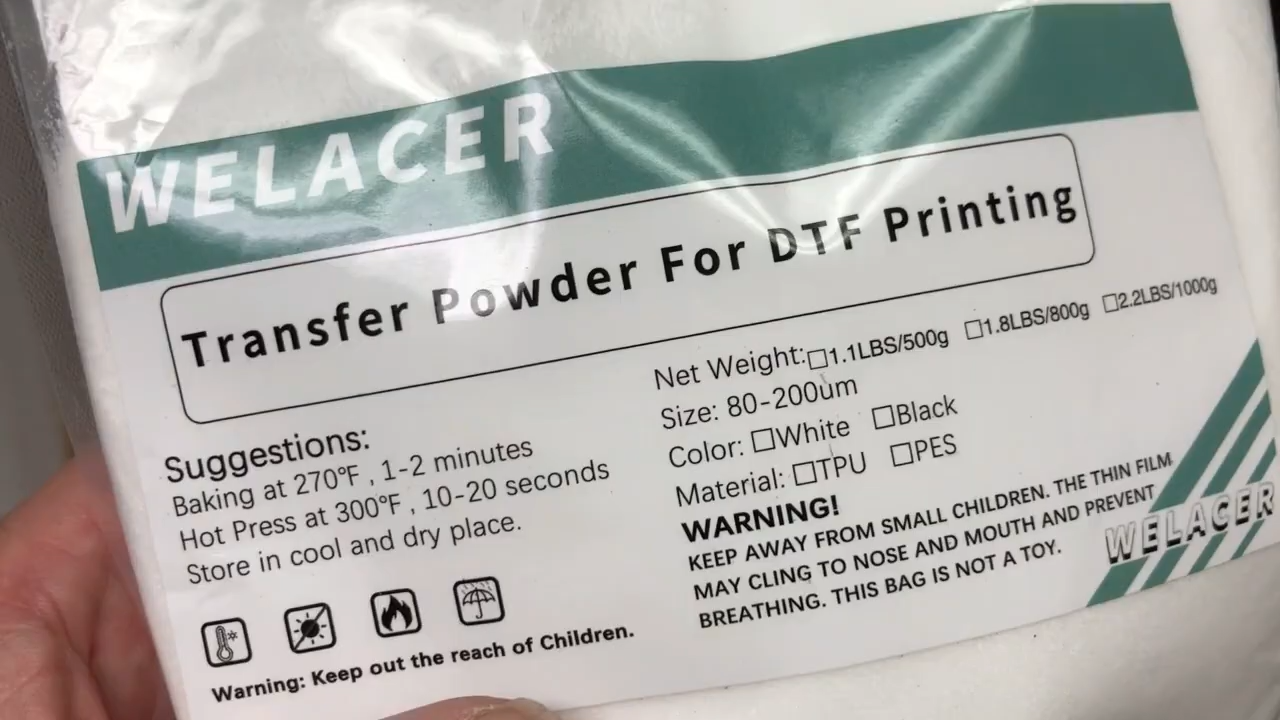 WELACER
Transfer Powder For DTF Printing
Suggestions:
Baking at 270℉ , 1-2 minutes
Hot Press at 300℉ , 10-20 seconds
Store in cool and dry place.
Warning: Keep out the reach of Children.
Net Weight:□1.1LBS/500g □1.8LBS/800g □2.2LBS/1000g
Size: 80-200um
Color: □White □Black
Material: □TPU □PES
WARNING!
KEEP AWAY FROM SMALL CHILDREN. THE THIN FILM
MAY CLING TO NOSE AND MOUTH AND PREVENT
BREATHING. THIS BAG IS NOT A TOY.
WELACER